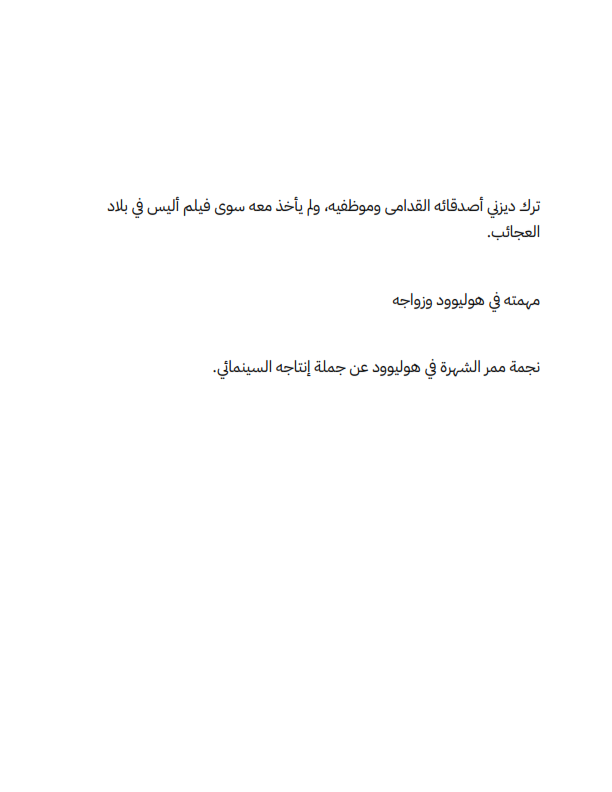 ترك ديزني أصدقائه القدامى وموظفيه، ولم يأخذ معه سوى فيلم أليس في بلاد
العجائب.
مهمته في هوليوود وزواجه
نجمة ممر الشهرة في هوليوود عن جملة إنتاجه السينمائي.